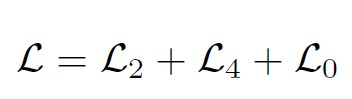 ℒ = ℒ₂ + ℒ₄ + ℒ₀